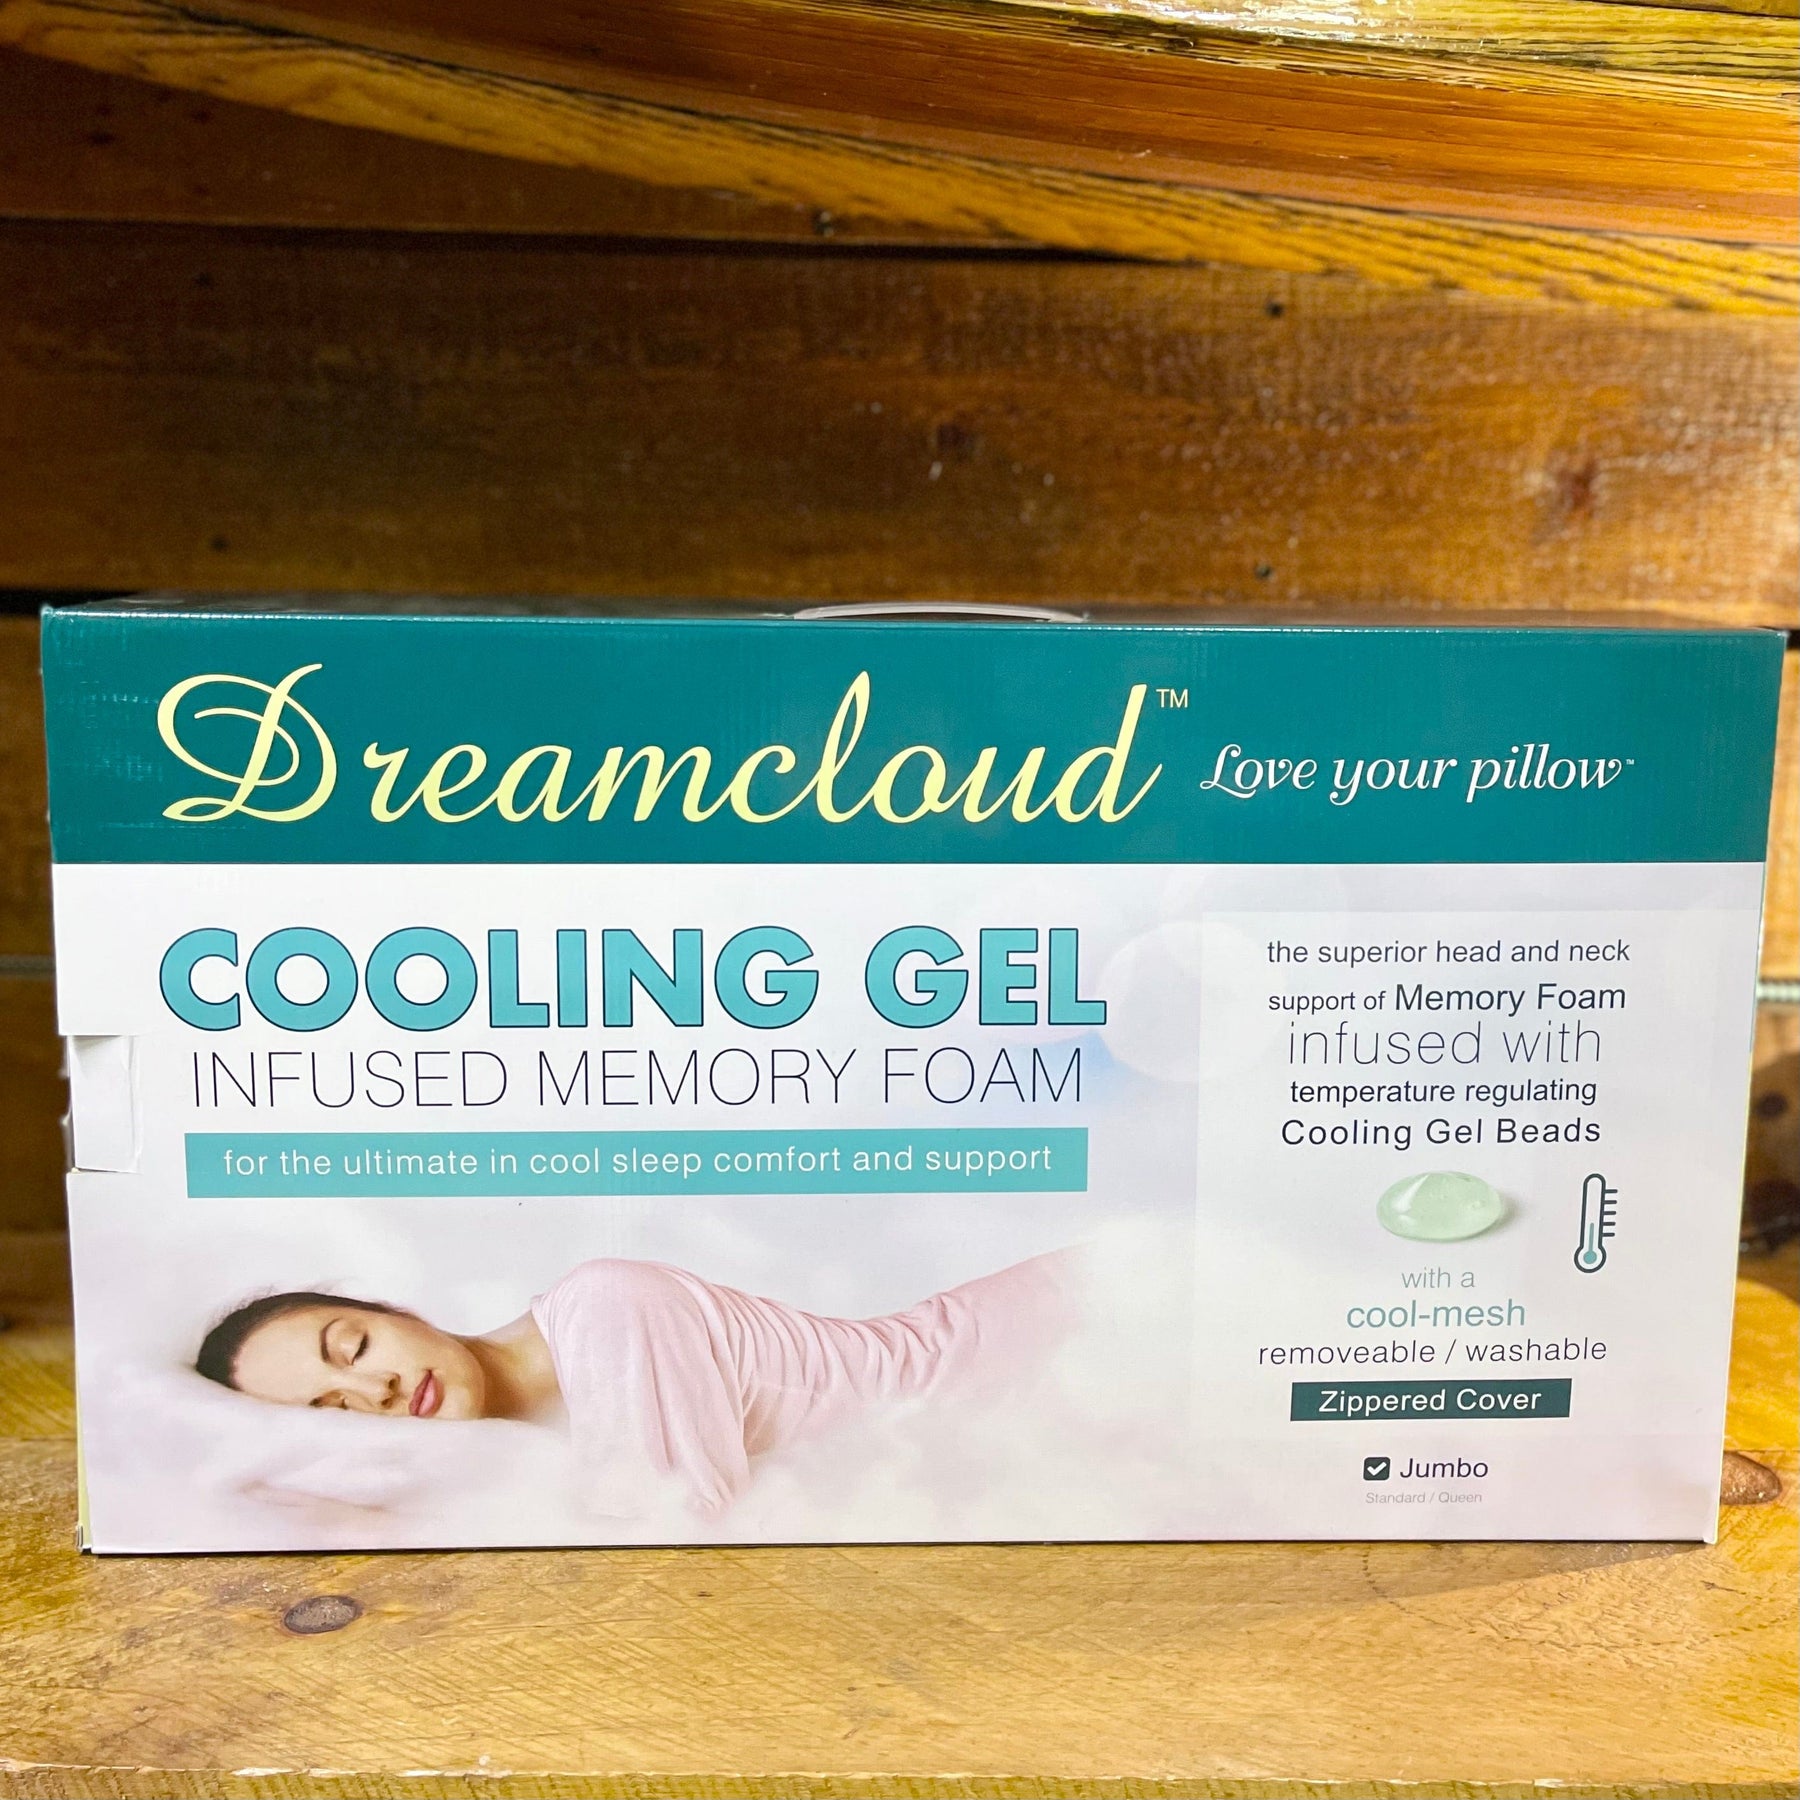 Dreamcloud™ Love your pillow™
COOLING GEL
INFUSED MEMORY FOAM
for the ultimate in cool sleep comfort and support
the superior head and neck
support of Memory Foam
infused with
temperature regulating
Cooling Gel Beads
with a
cool-mesh
removeable / washable
Zippered Cover
Jumbo
Standard / Queen